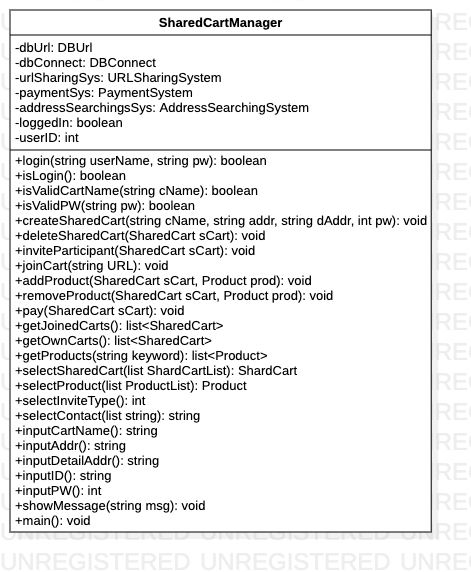 SharedCartManager
-dbUrl: DBUrl
-dbConnect: DBConnect
-urlSharingSys: URLSharingSystem
-paymentSys: PaymentSystem
-addressSearchingsSys: AddressSearchingSystem
-loggedIn: boolean
-userID: int
+login(string userName, string pw): boolean
+isLogin(): boolean
+isValidCartName(string cName): boolean
+isValidPW(string pw): boolean
+createSharedCart(string cName, string addr, string dAddr, int pw): void
+deleteSharedCart(SharedCart sCart): void
+inviteParticipant(SharedCart sCart): void
+joinCart(string URL): void
+addProduct(SharedCart sCart, Product prod): void
+removeProduct(SharedCart sCart, Product prod): void
+pay(SharedCart sCart): void
+getJoinedCarts(): list<SharedCart>
+getOwnCarts(): list<SharedCart>
+getProducts(string keyword): list<Product>
+selectSharedCart(list ShardCartList): ShardCart
+selectProduct(list ProductList): Product
+selectInviteType(): int
+selectContact(list string): string
+inputCartName(): string
+inputAddr(): string
+inputDetailAddr(): string
+inputID(): string
+inputPW(): int
+showMessage(string msg): void
+main(): void
UNREGISTERED UNREGISTERED UN